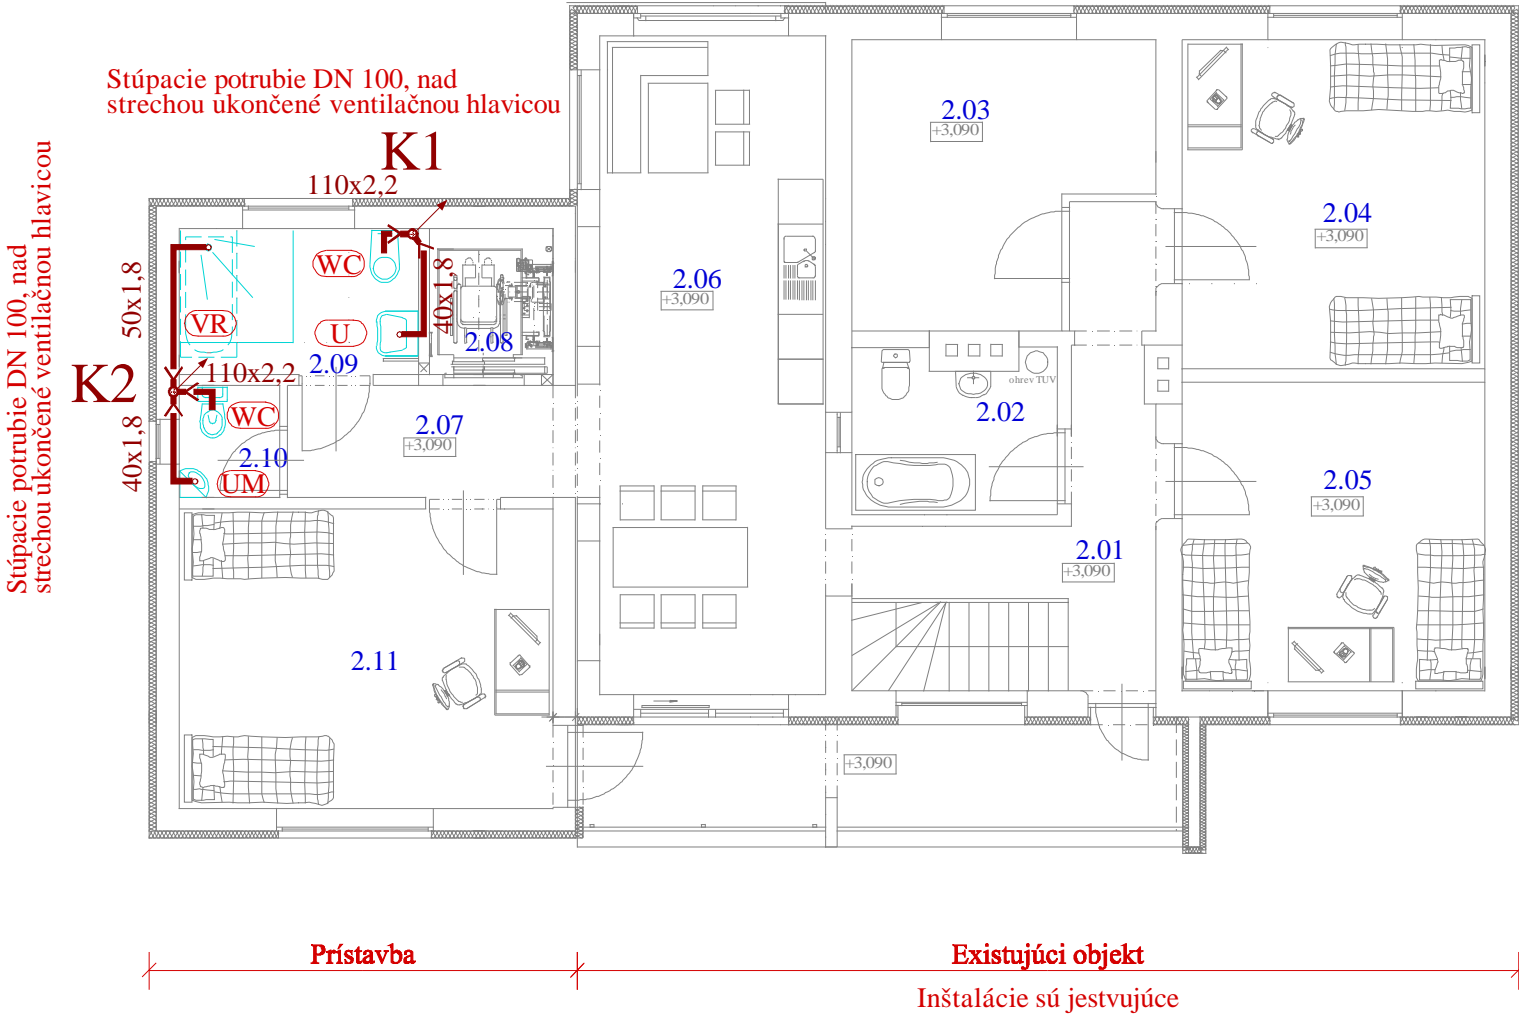 Stúpacie potrubie DN 100, nad
strechou ukončené ventilačnou hlavicou
K1
110x2,2
Stúpacie potrubie DN 100, nad
strechou ukončené ventilačnou hlavicou
50x1,8
40x1,8
K2
110x2,2
40x1,8
WC
VR
U
WC
UM
2.03
+3,090
2.04
+3,090
2.06
+3,090
2.08
2.09
2.07
+3,090
2.10
2.02
ohrev TUV
2.05
+3,090
2.01
+3,090
2.11
+3,090
Prístavba
Existujúci objekt
Inštalácie sú jestvujúce